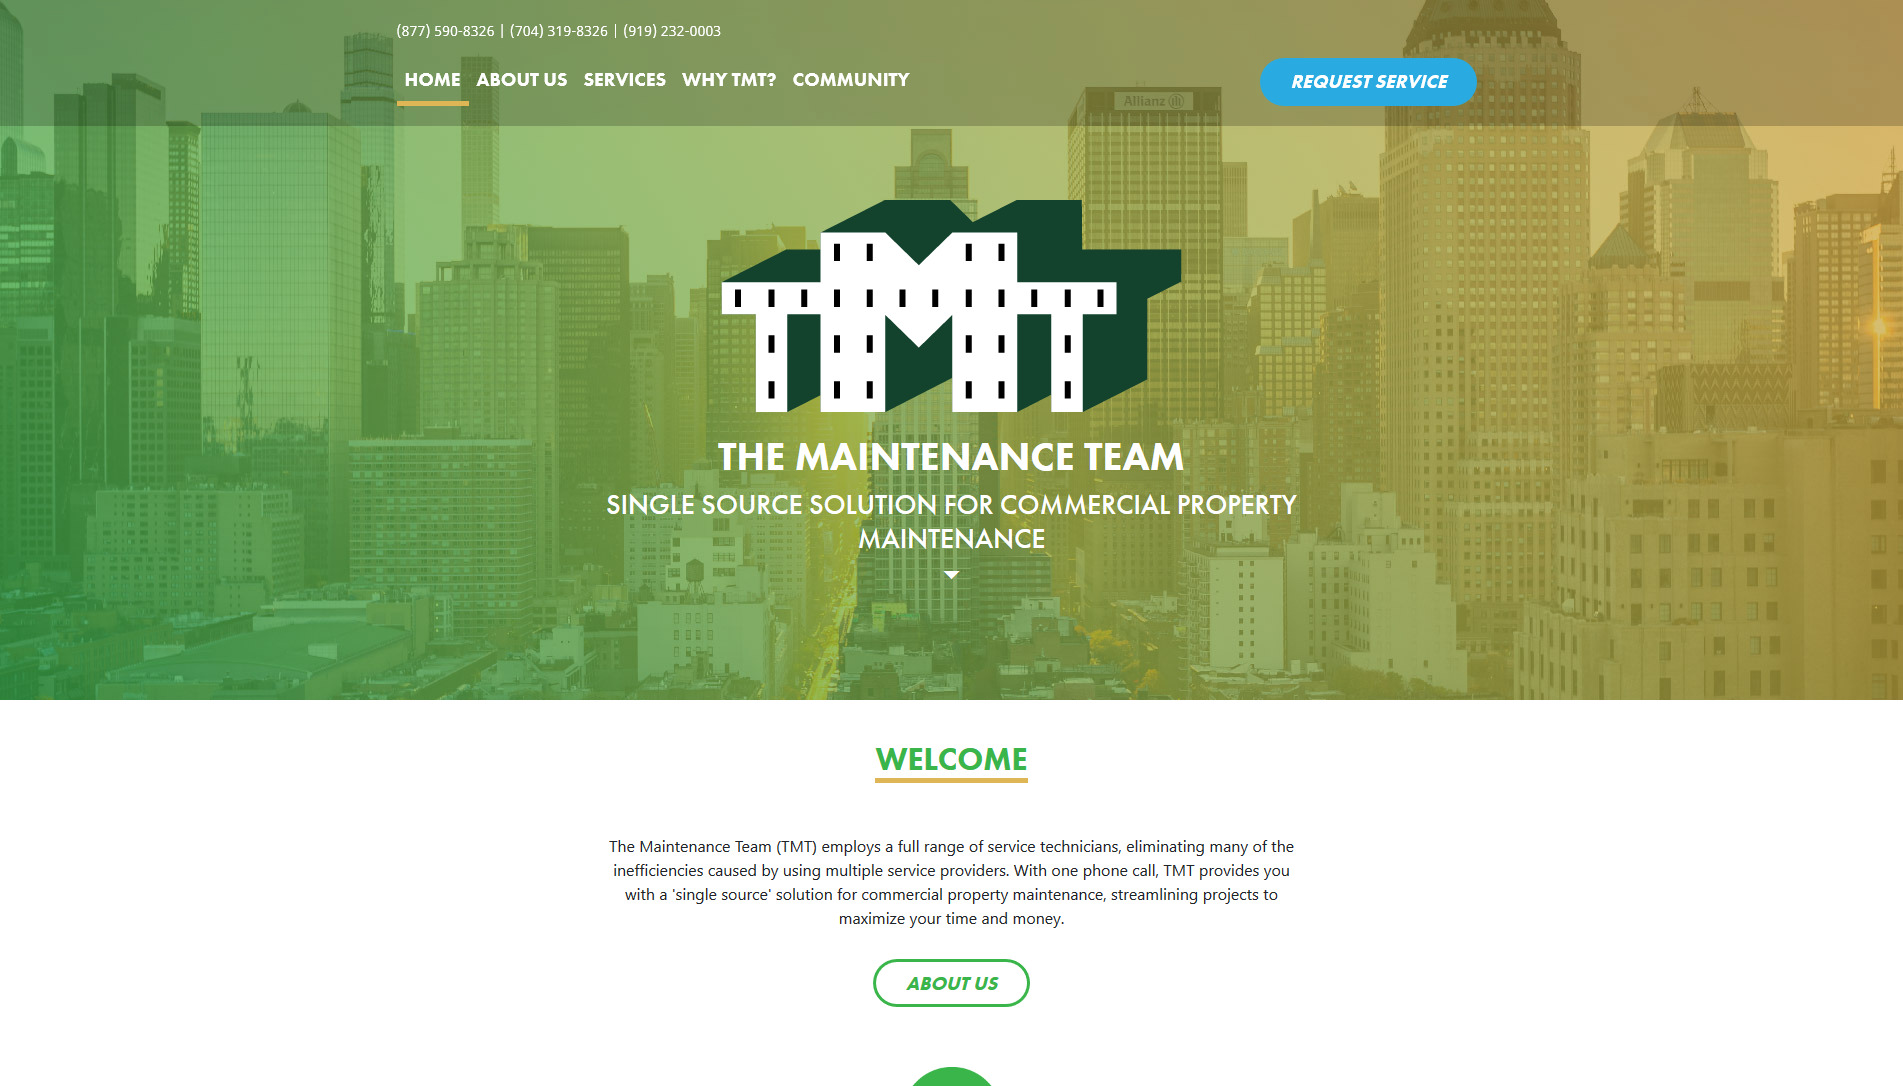 (877) 590-8326 | (704) 319-8326 | (919) 232-0003
HOME ABOUT US SERVICES WHY TMT? COMMUNITY
REQUEST SERVICE
Allianz
TMT
THE MAINTENANCE TEAM
SINGLE SOURCE SOLUTION FOR COMMERCIAL PROPERTY
MAINTENANCE
WELCOME
The Maintenance Team (TMT) employs a full range of service technicians, eliminating many of the
inefficiencies caused by using multiple service providers. With one phone call, TMT provides you
with a 'single source' solution for commercial property maintenance, streamlining projects to
maximize your time and money.
ABOUT US